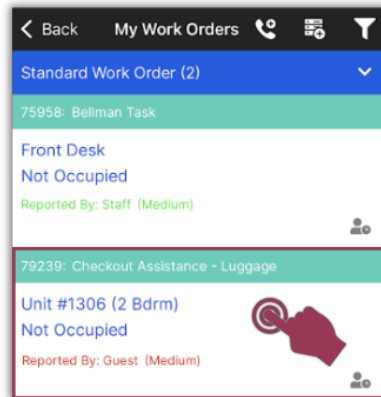 Back My Work Orders
Standard Work Order (2)
75958: Bellman Task
Front Desk
Not Occupied
Reported By: Staff (Medium)
79239: Checkout Assistance - Luggage
Unit #1306 (2 Bdrm)
Not Occupied
Reported By: Guest (Medium)